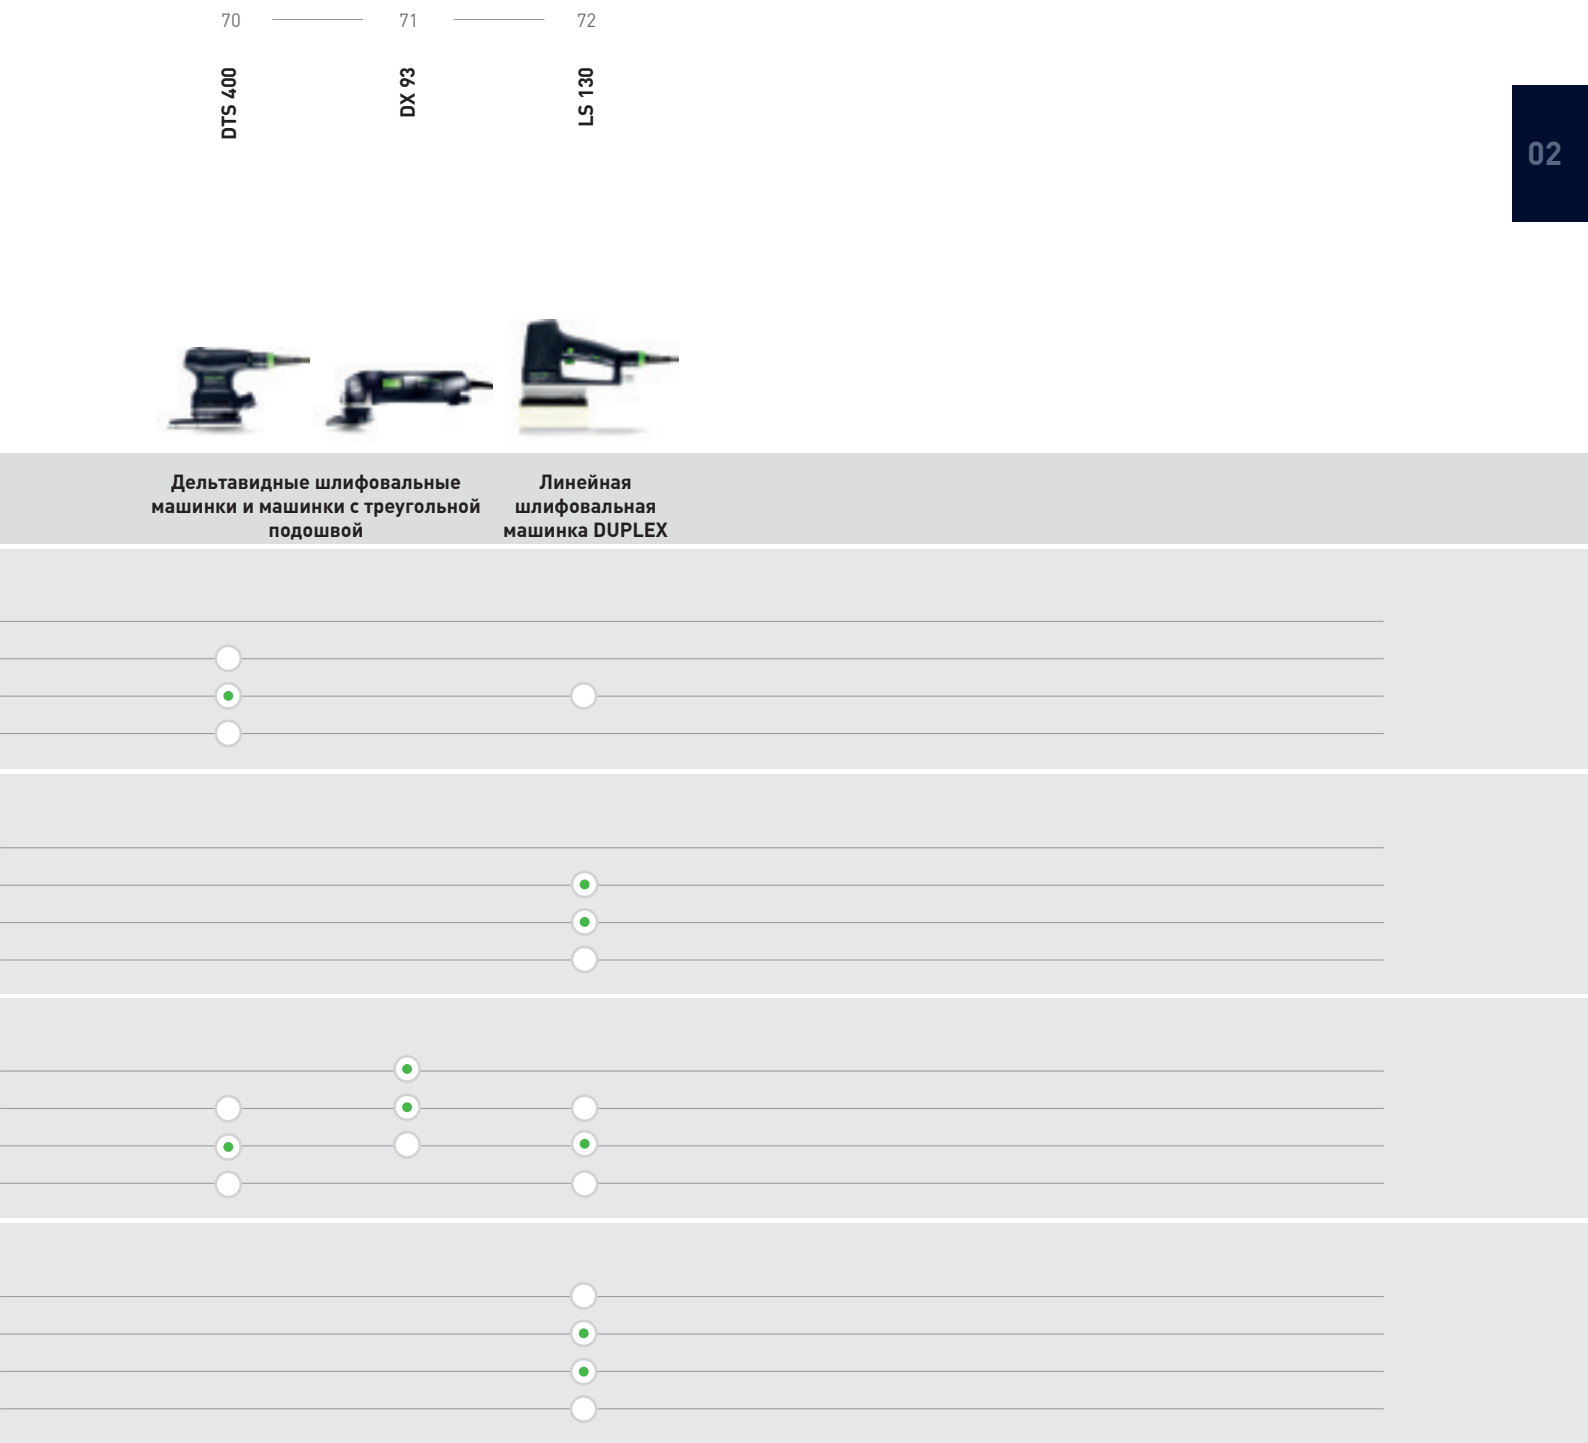 70 71 72
DTS 400
DX 93
LS 130
02
Дельтавидные шлифовальные
машинки и машинки с треугольной
подошвой
Линейная
шлифовальная
машинка DUPLEX